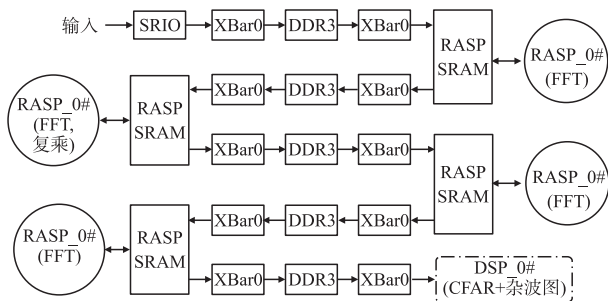 输入 SRIO XBar0 DDR3 XBar0
RASP SRAM
RASP_0# (FFT)
XBar0 DDR3 XBar0
RASP SRAM
RASP_0# (FFT, 复乘)
XBar0 DDR3 XBar0
RASP SRAM
RASP_0# (FFT)
XBar0 DDR3 XBar0
RASP SRAM
RASP_0# (FFT)
XBar0 DDR3 XBar0
DSP_0# (CFAR+杂波图)